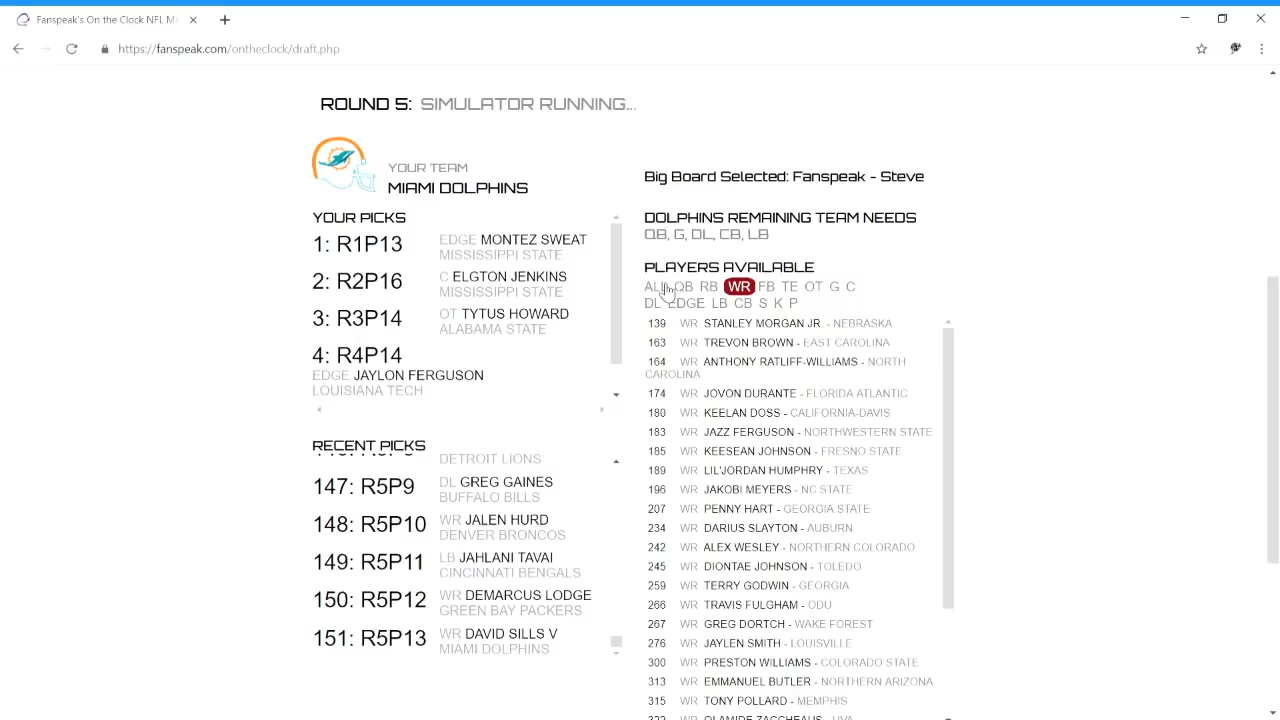 Fanspeak's On the Clock NFL M
https://fanspeak.com/ontheclock/draft.php
ROUND 5: SIMULATOR RUNNING...
YOUR TEAM
MIAMI DOLPHINS
YOUR PICKS
1: R1P13 EDGE MONTEZ SWEAT
MISSISSIPPI STATE
2: R2P16 C ELGTON JENKINS
MISSISSIPPI STATE
3: R3P14 OT TYTUS HOWARD
ALABAMA STATE
4: R4P14
EDGE JAYLON FERGUSON
LOUISIANA TECH
RECENT PICKS
DETROIT LIONS
147: R5P9 DL GREG GAINES
BUFFALO BILLS
148: R5P10 WR JALEN HURD
DENVER BRONCOS
149: R5P11 LB JAHLANI TAVAI
CINCINNATI BENGALS
150: R5P12 WR DEMARCUS LODGE
GREEN BAY PACKERS
151: R5P13 WR DAVID SILLS V
MIAMI DOLPHINS
Big Board Selected: Fanspeak - Steve
DOLPHINS REMAINING TEAM NEEDS
QB, G, DL, CB, LB
PLAYERS AVAILABLE
ALL QB RB WR FB TE OT G C
DL EDGE LB CB S K P
139 WR STANLEY MORGAN JR - NEBRASKA
163 WR TREVON BROWN - EAST CAROLINA
164 WR ANTHONY RATLIFF-WILLIAMS - NORTH
CAROLINA
174 WR JOVON DURANTE - FLORIDA ATLANTIC
180 WR KEELAN DOSS - CALIFORNIA-DAVIS
183 WR JAZZ FERGUSON - NORTHWESTERN STATE
185 WR KEESEAN JOHNSON - FRESNO STATE
189 WR LIL'JORDAN HUMPHRY - TEXAS
196 WR JAKOBI MEYERS - NC STATE
207 WR PENNY HART - GEORGIA STATE
234 WR DARIUS SLAYTON - AUBURN
242 WR ALEX WESLEY - NORTHERN COLORADO
245 WR DIONTAE JOHNSON - TOLEDO
259 WR TERRY GODWIN - GEORGIA
266 WR TRAVIS FULGHAM - ODU
267 WR GREG DORTCH - WAKE FOREST
276 WR JAYLEN SMITH - LOUISVILLE
300 WR PRESTON WILLIAMS - COLORADO STATE
313 WR EMMANUEL BUTLER - NORTHERN ARIZONA
315 WR TONY POLLARD - MEMPHIS
WR OLAMIDE ZACCHEAUS - UVA